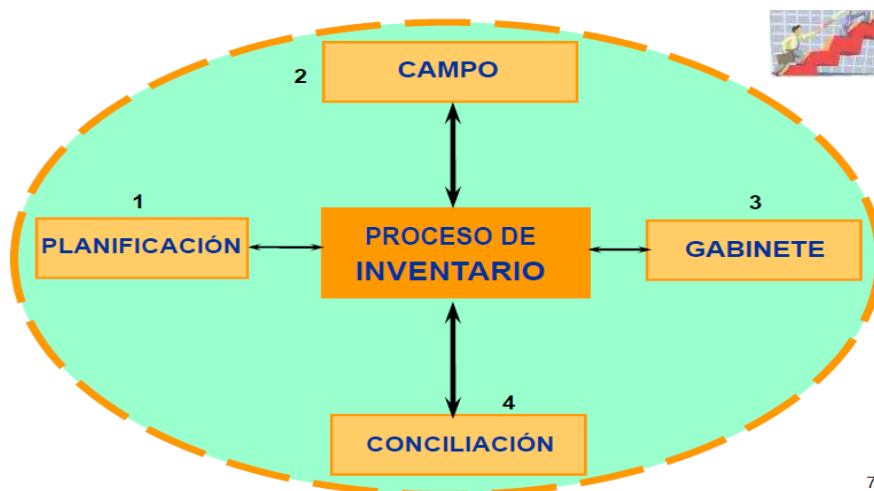 2
CAMPO
1
PLANIFICACIÓN
PROCESO DE
INVENTARIO
3
GABINETE
4
CONCILIACIÓN
7